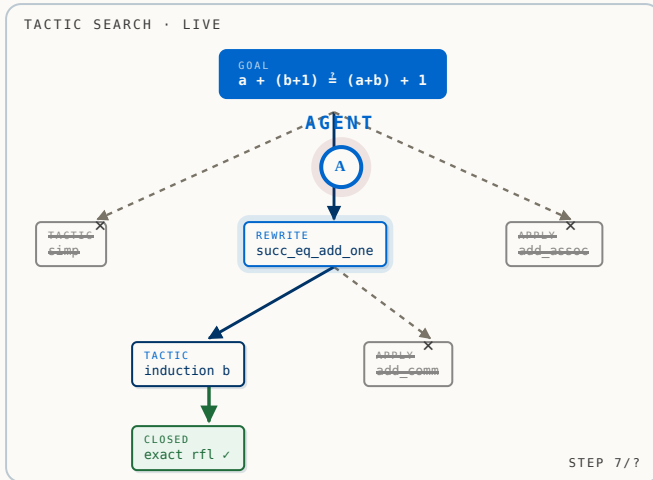 TACTIC SEARCH · LIVE
GOAL
a + (b+1) ≟ (a+b) + 1
AGENT
A
TACTIC
simp
REWRITE
succ_eq_add_one
APPLY
add_assoc
TACTIC
induction b
APPLY
add_comm
CLOSED
exact rfl ✓
STEP 7/?